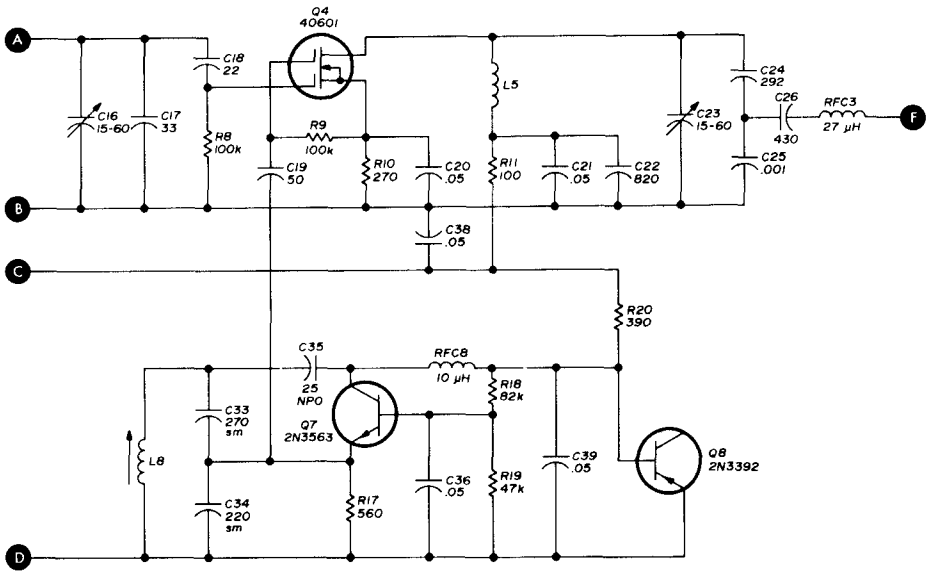 Q4
40601
A
C18
22
C16
15-60
C17
33
R8
100k
R9
100k
C19
50
R10
270
C20
.05
L5
R11
100
C21
.05
C22
820
C23
15-60
C24
292
C26
430
RFC3
27 μH
F
C25
.001
B
C38
.05
C
R20
390
C35
25
NPO
RFC8
10 μH
R18
82k
C33
270
sm
Q7
2N3563
L8
C34
220
sm
R17
560
C36
.05
R19
47k
C39
.05
Q8
2N3392
D